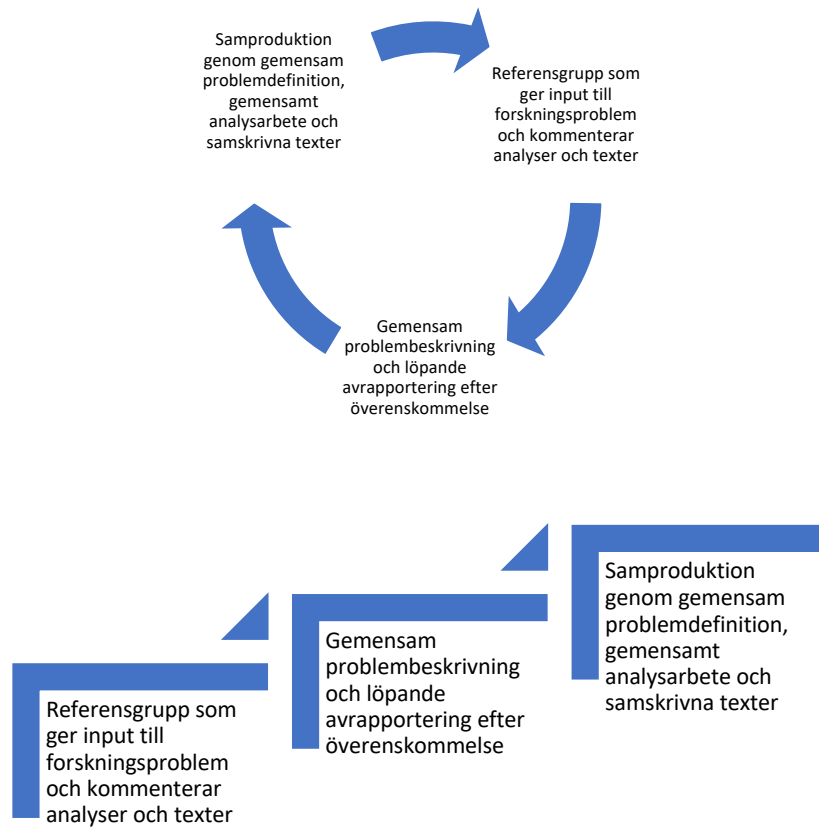 Samproduktion
genom gemensam
problemdefinition,
gemensamt
analysarbete och
samskrivna texter
Referensgrupp som
ger input till
forskningsproblem
och kommenterar
analyser och texter
Gemensam
problembeskrivning
och löpande
avrapportering efter
överenskommelse
Referensgrupp som
ger input till
forskningsproblem
och kommenterar
analyser och texter
Gemensam
problembeskrivning
och löpande
avrapportering efter
överenskommelse
Samproduktion
genom gemensam
problemdefinition,
gemensamt
analysarbete och
samskrivna texter